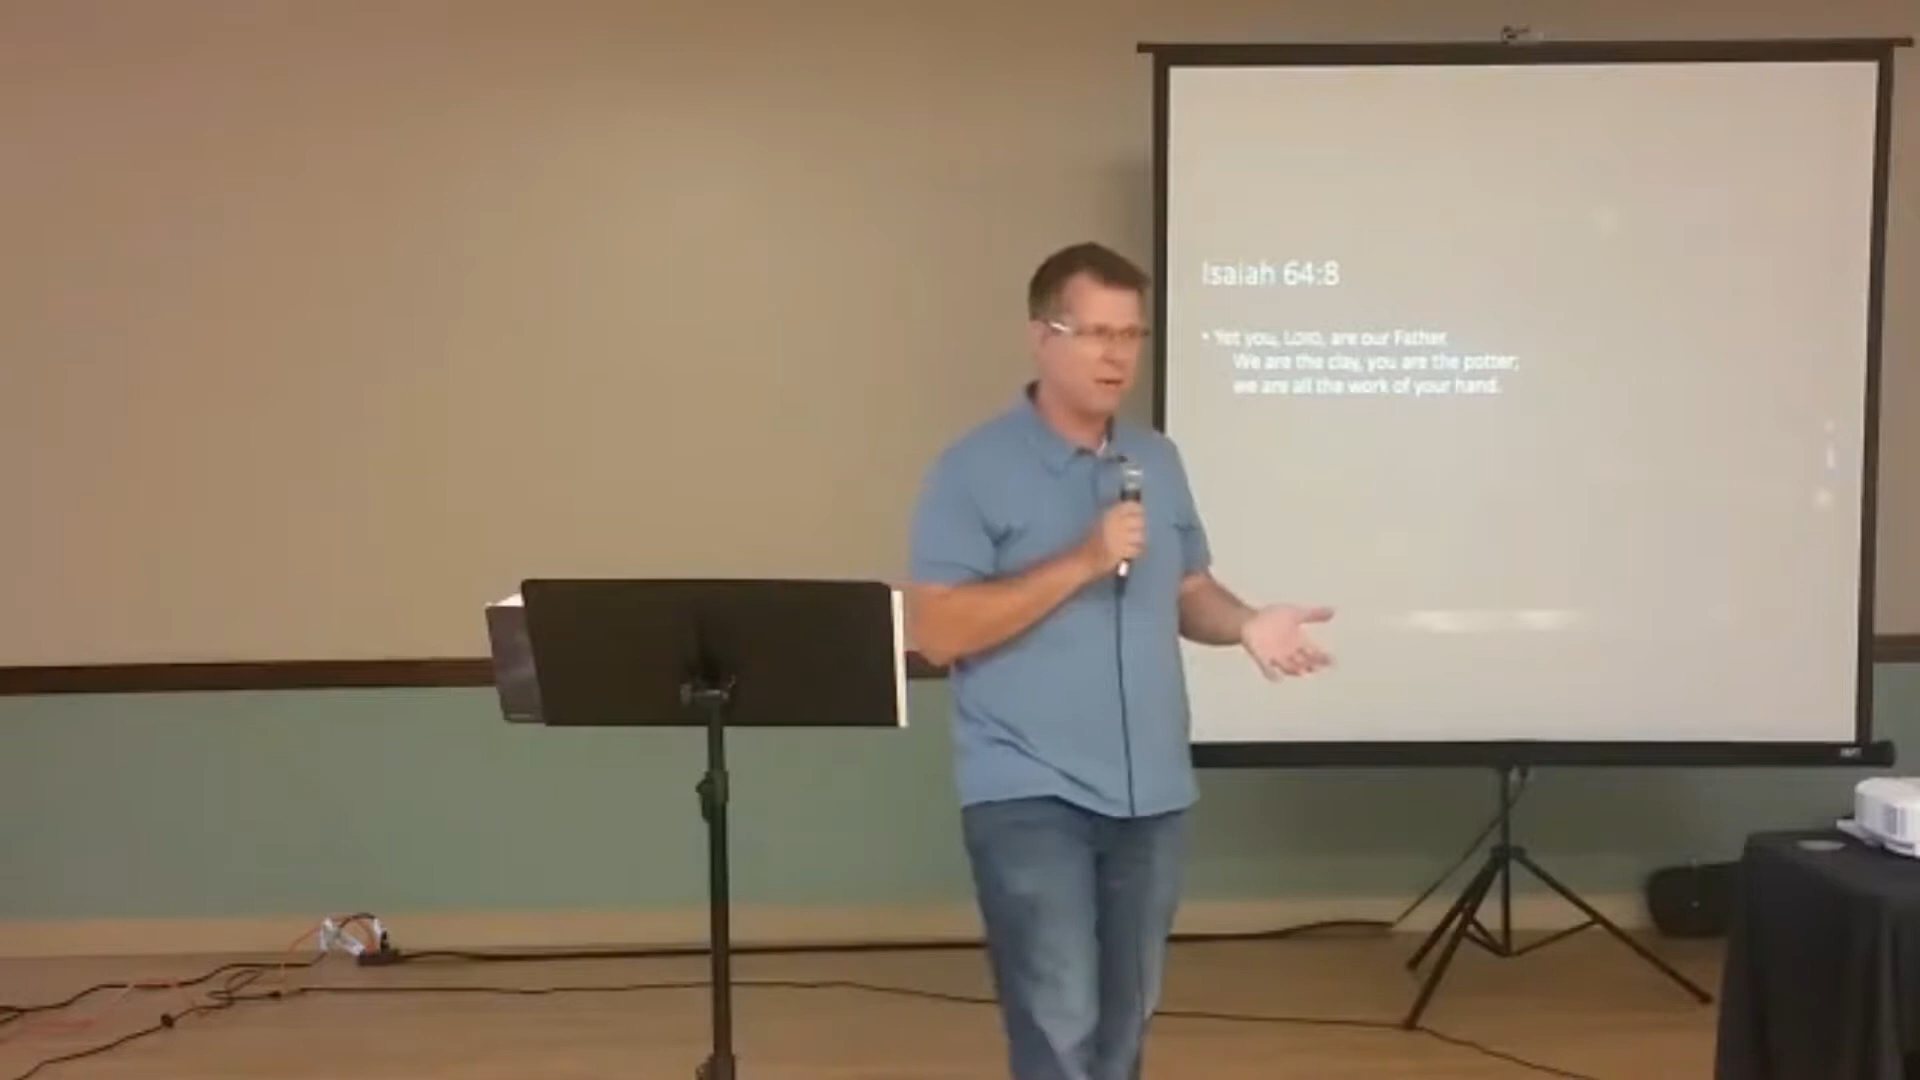 Isaiah 64:8
• Yet you, LORD, are our Father.
We are the clay, you are the potter;
we are all the work of your hand.